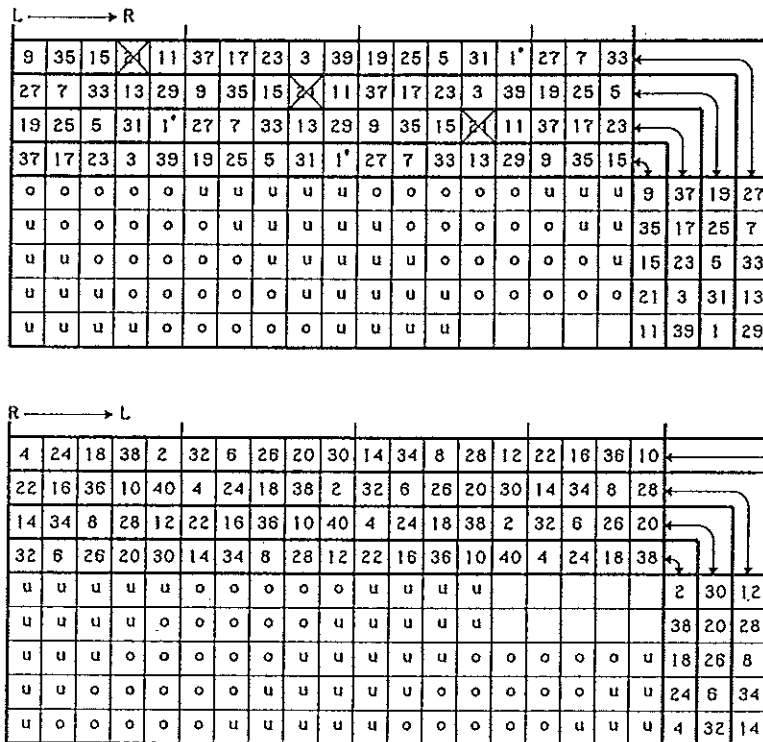 L → R
9 35 15 21 11 37 17 23 3 39 19 25 5 31 1' 27 7 33
27 7 33 13 29 9 35 15 21 11 37 17 23 3 39 19 25 5
19 25 5 31 1' 27 7 33 13 29 9 35 15 21 11 37 17 23
37 17 23 3 39 19 25 5 31 1' 27 7 33 13 29 9 35 15
o o o o o u u u u u o o o o o u u u 9 37 19 27
u o o o o o u u u u u o o o o o u u 35 17 25 7
u u o o o o o u u u u u o o o o o u 15 23 5 33
u u u o o o o o u u u u u o o o o o 21 3 31 13
u u u u o o o o o u u u u 11 39 1 29
R → L
4 24 18 38 2 32 6 26 20 30 14 34 8 28 12 22 16 36 10
22 16 36 10 40 4 24 18 38 2 32 6 26 20 30 14 34 8 28
14 34 8 28 12 22 16 36 10 40 4 24 18 38 2 32 6 26 20
32 6 26 20 30 14 34 8 28 12 22 16 36 10 40 4 24 18 38
u u u u u o o o o o u u u u 2 30 12
u u u u o o o o o u u u u u 38 20 28
u u u o o o o o u u u u u o o o o o u 18 26 8
u u o o o o o u u u u u o o o o o u u 24 6 34
u o o o o o u u u u u o o o o o u u u 4 32 14